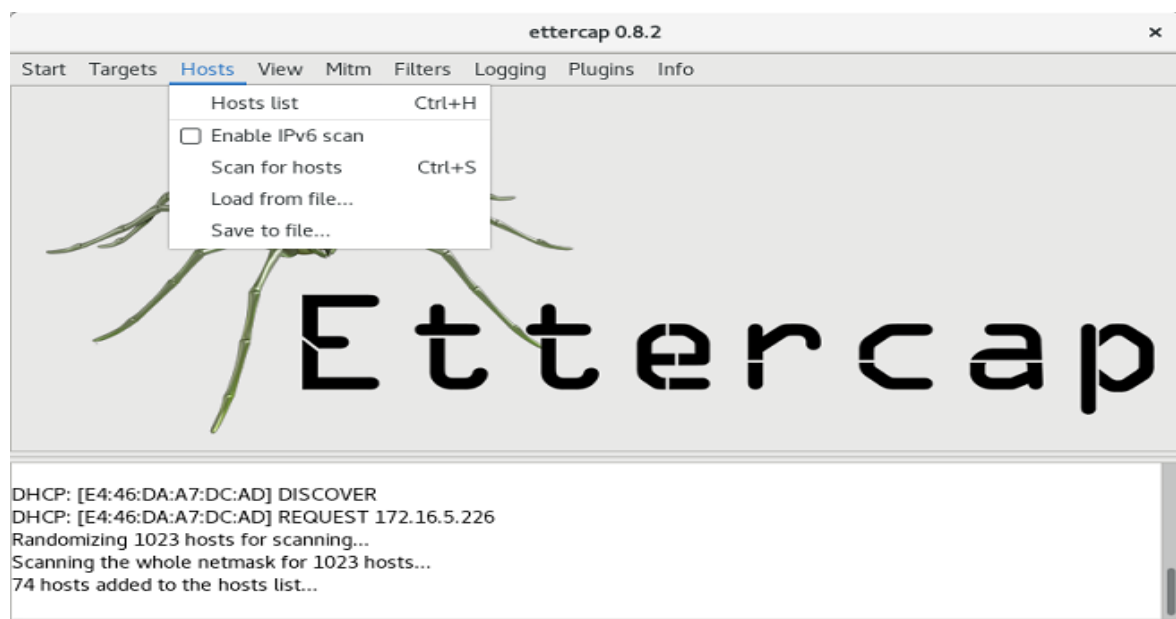 ettercap 0.8.2 ×
Start Targets Hosts View Mitm Filters Logging Plugins Info
Hosts list Ctrl+H
Enable IPv6 scan
Scan for hosts Ctrl+S
Load from file...
Save to file...
Ettercap
DHCP: [E4:46:DA:A7:DC:AD] DISCOVER
DHCP: [E4:46:DA:A7:DC:AD] REQUEST 172.16.5.226
Randomizing 1023 hosts for scanning...
Scanning the whole netmask for 1023 hosts...
74 hosts added to the hosts list...